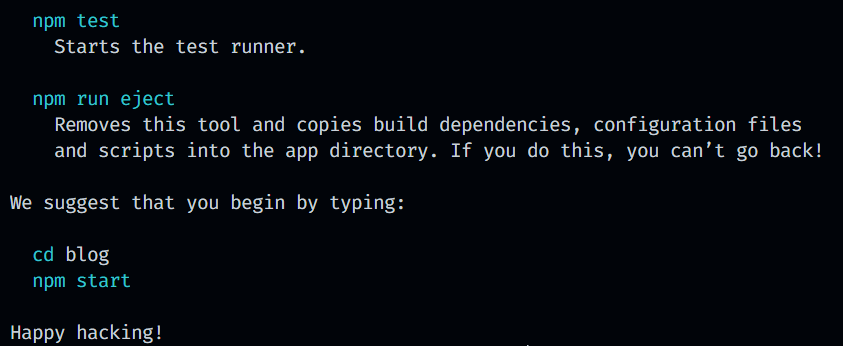 npm test
Starts the test runner.
npm run eject
Removes this tool and copies build dependencies, configuration files
and scripts into the app directory. If you do this, you can’t go back!
We suggest that you begin by typing:
cd blog
npm start
Happy hacking!